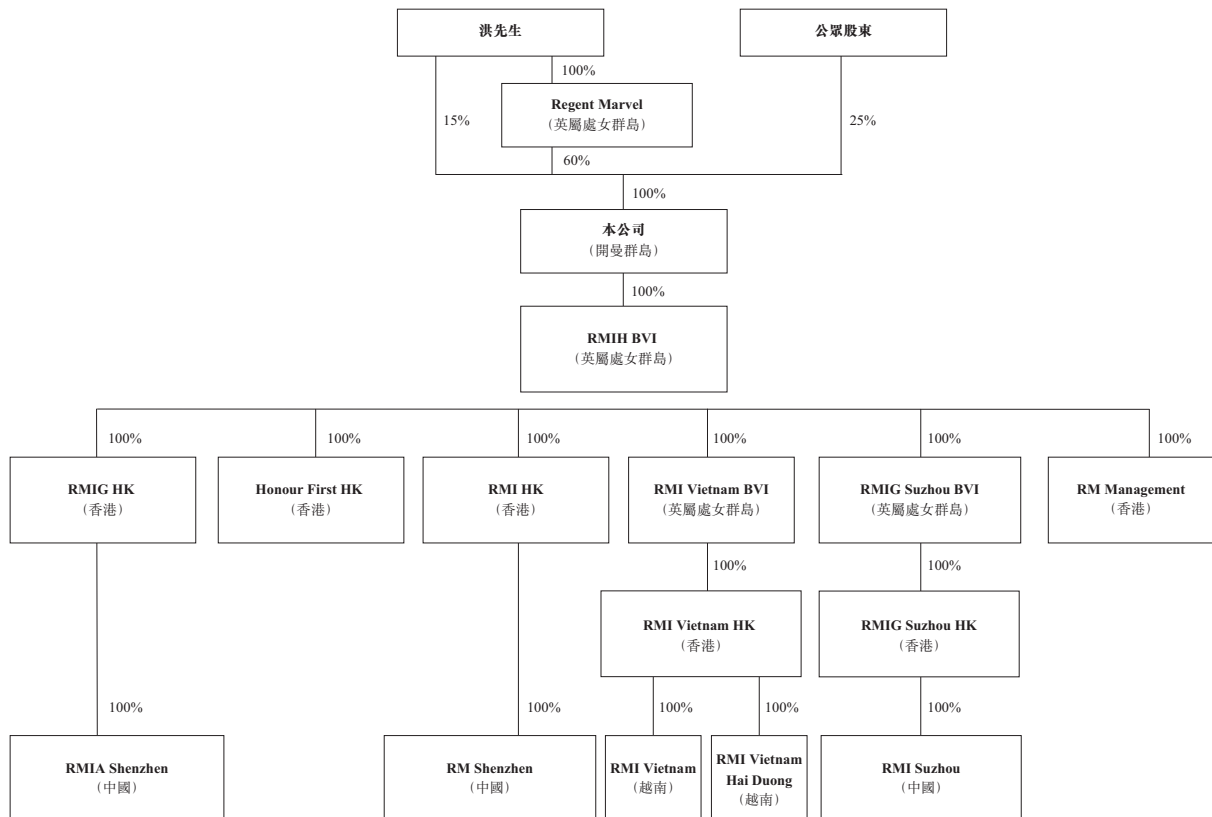 洪先生
公眾股東
100%
Regent Marvel
（英屬處女群島）
15%
25%
60%
100%
本公司
（開曼群島）
100%
RMIH BVI
（英屬處女群島）
100%
100%
100%
100%
100%
100%
RMIG HK
（香港）
Honour First HK
（香港）
RMI HK
（香港）
RMI Vietnam BVI
（英屬處女群島）
RMIG Suzhou BVI
（英屬處女群島）
RM Management
（香港）
100%
100%
RMI Vietnam HK
（香港）
RMIG Suzhou HK
（香港）
100%
100%
100%
100%
100%
RMIA Shenzhen
（中國）
RM Shenzhen
（中國）
RMI Vietnam
（越南）
RMI Vietnam
Hai Duong
（越南）
RMI Suzhou
（中國）